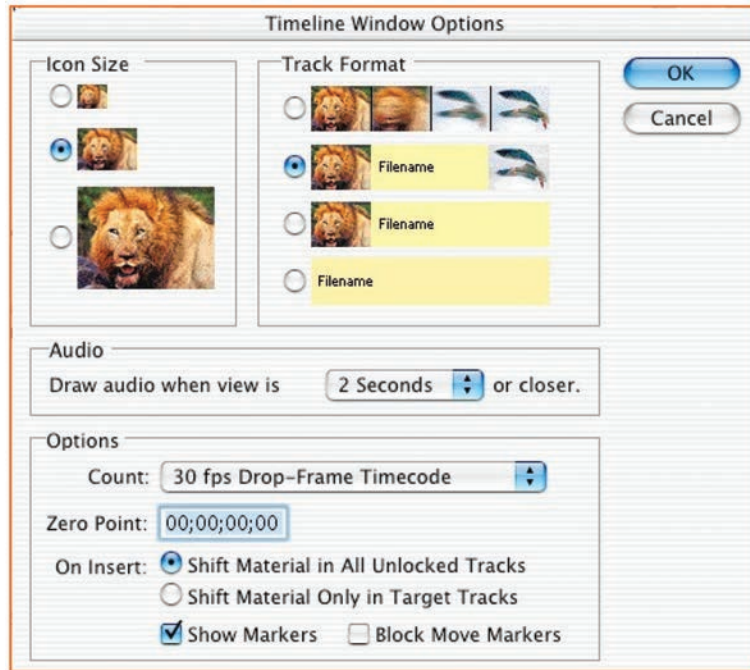 Timeline Window Options
Icon Size
Track Format
OK
Cancel
Filename
Filename
Filename
Audio
Draw audio when view is 2 Seconds or closer.
Options
Count: 30 fps Drop-Frame Timecode
Zero Point: 00;00;00;00
On Insert: Shift Material in All Unlocked Tracks
Shift Material Only in Target Tracks
Show Markers Block Move Markers